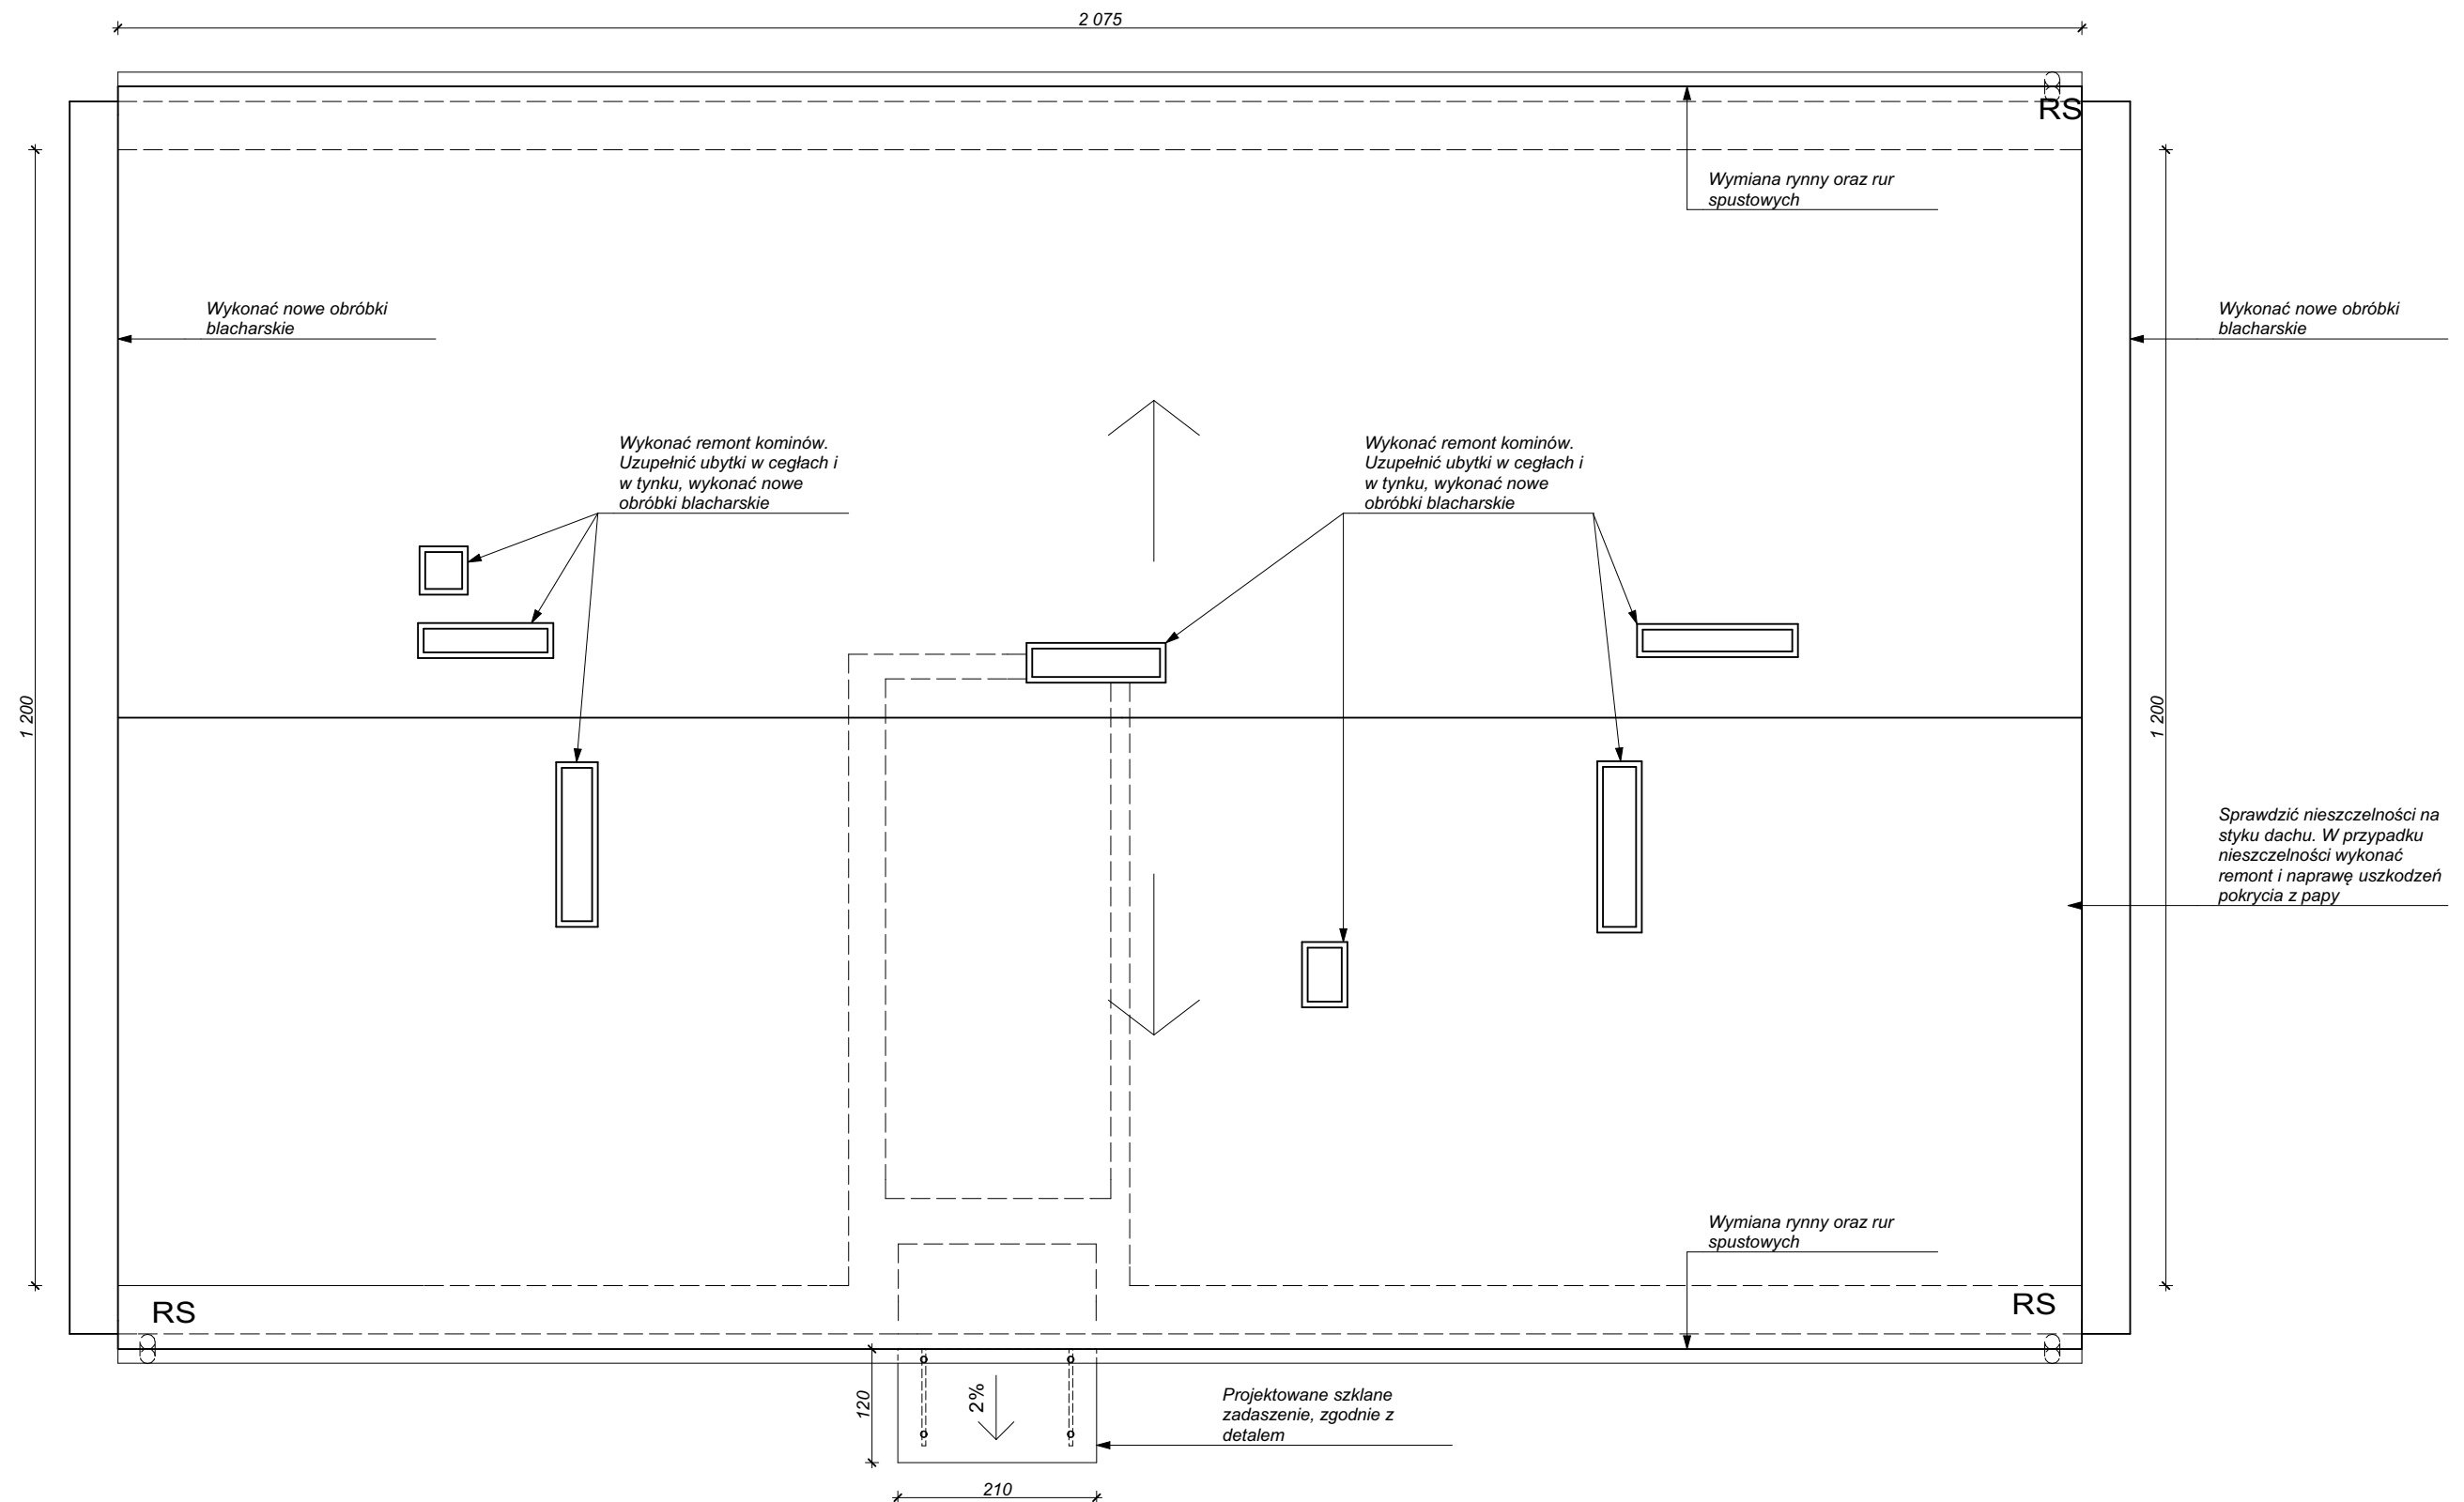 2 075
RS
Wymiana rynny oraz rur
spustowych
Wykonać nowe obróbki
blacharskie
Wykonać nowe obróbki
blacharskie
Wykonać remont kominów.
Uzupełnić ubytki w cegłach i
w tynku, wykonać nowe
obróbki blacharskie
Wykonać remont kominów.
Uzupełnić ubytki w cegłach i
w tynku, wykonać nowe
obróbki blacharskie
1 200
1 200
Sprawdzić nieszczelności na
styku dachu. W przypadku
nieszczelności wykonać
remont i naprawę uszkodzeń
pokrycia z papy
Wymiana rynny oraz rur
spustowych
RS
RS
120
2%
Projektowane szklane
zadaszenie, zgodnie z
detalem
210